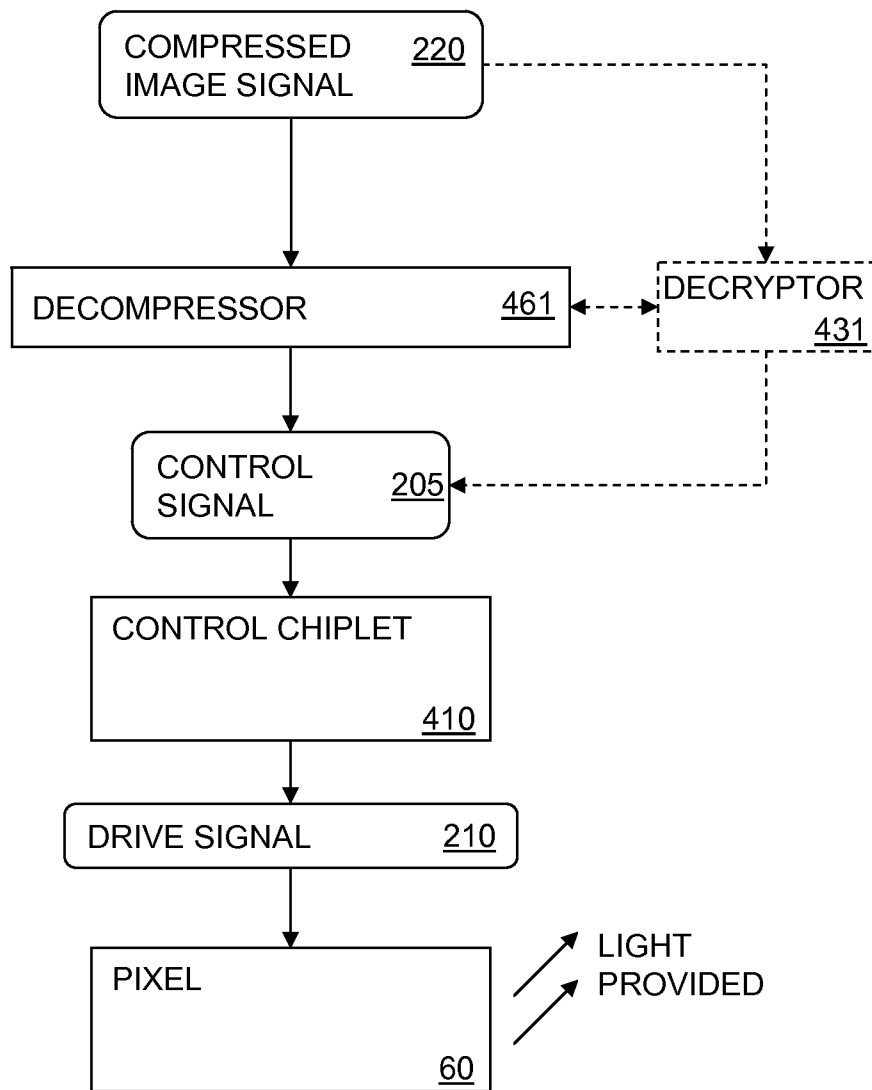 COMPRESSED 220
IMAGE SIGNAL
DECOMPRESSOR 461
DECRYPTOR
431
CONTROL
SIGNAL 205
CONTROL CHIPLET
410
DRIVE SIGNAL 210
PIXEL
60
LIGHT
PROVIDED